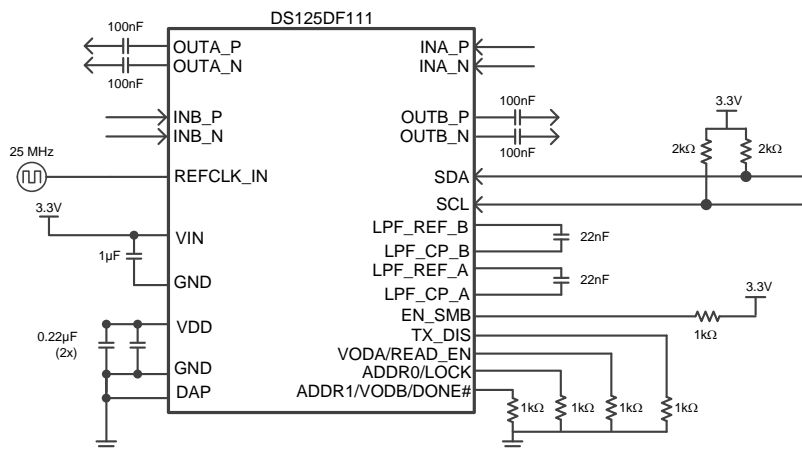 DS125DF111
100nF
OUTA_P
OUTA_N
100nF
INA_P
INA_N
INB_P
INB_N
100nF
OUTB_P
OUTB_N
100nF
3.3V
2kΩ
2kΩ
25 MHz
REFCLK_IN
SDA
SCL
3.3V
VIN
1µF
GND
LPF_REF_B
LPF_CP_B
22nF
LPF_REF_A
LPF_CP_A
22nF
3.3V
EN_SMB
1kΩ
0.22µF
(2x)
VDD
GND
DAP
TX_DIS
VODA/READ_EN
ADDR0/LOCK
ADDR1/VODB/DONE#
1kΩ
1kΩ
1kΩ
1kΩ